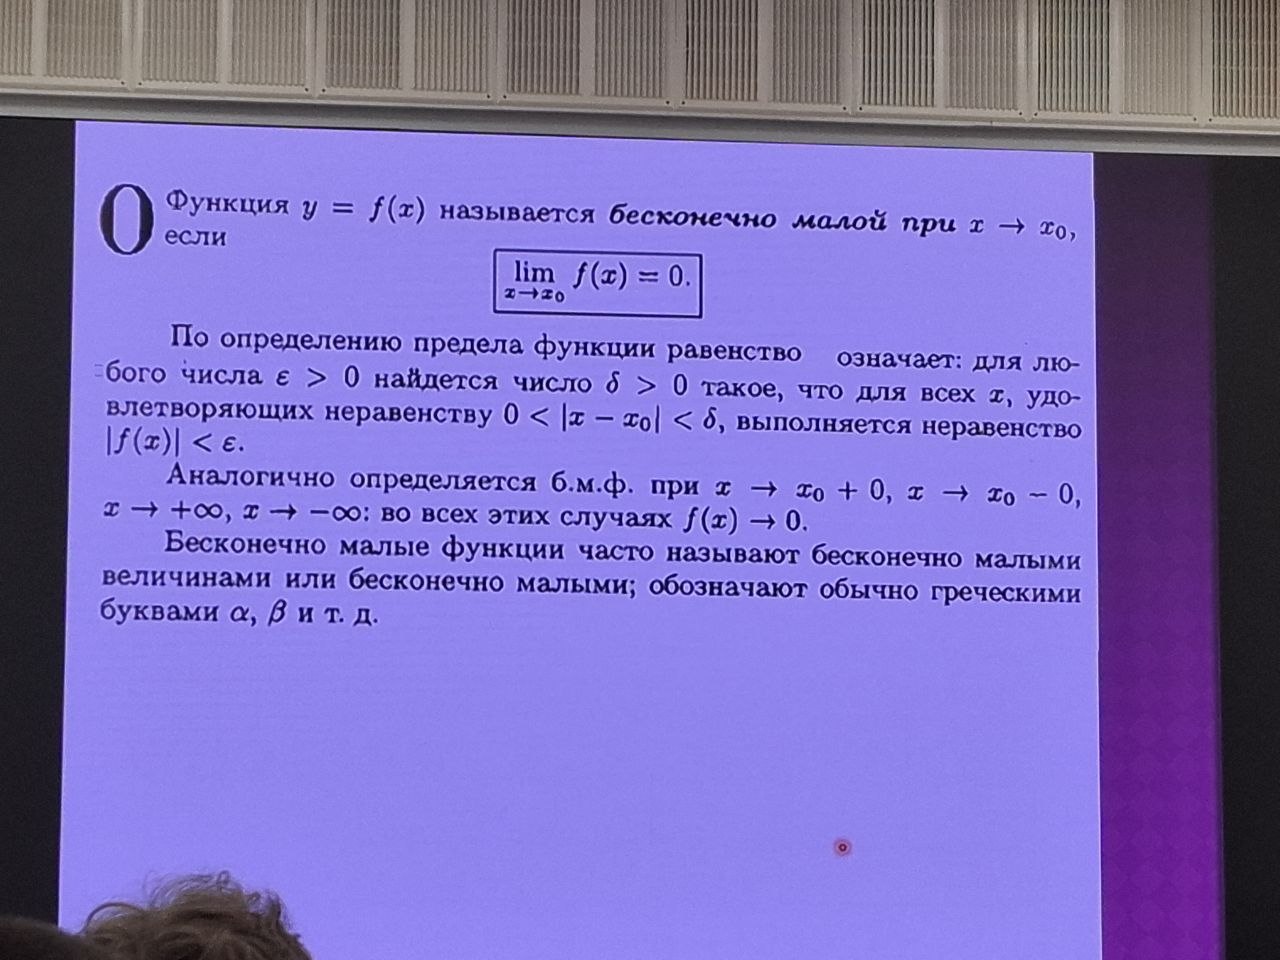 О Функция y = f(x) называется бесконечно малой при x → x₀,
если
lim f(x) = 0.
x→x₀
По определению предела функции равенство означает: для лю-
бого числа ε > 0 найдется число δ > 0 такое, что для всех x, удо-
влетворяющих неравенству 0 < |x − x₀| < δ, выполняется неравенство
|f(x)| < ε.
Аналогично определяется б.м.ф. при x → x₀ + 0, x → x₀ − 0,
x → +∞, x → −∞: во всех этих случаях f(x) → 0.
Бесконечно малые функции часто называют бесконечно малыми
величинами или бесконечно малыми; обозначают обычно греческими
буквами α, β и т. д.